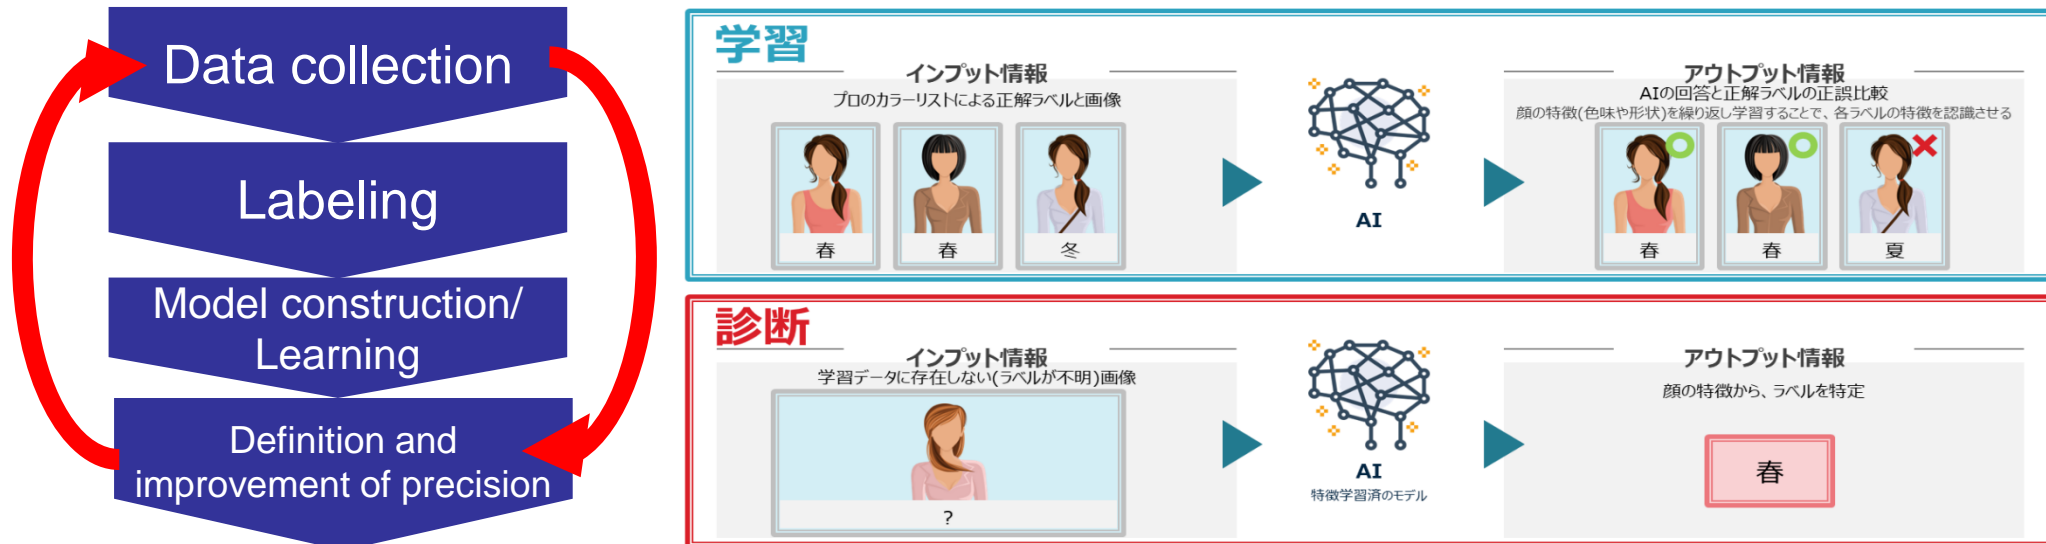 Data collection
Labeling
Model construction/
Learning
Definition and
improvement of precision
学習
インプット情報
プロのカラーリストによる正解ラベルと画像
春
春
冬
AI
アウトプット情報
AIの回答と正解ラベルの正誤比較
顔の特徴(色味や形状)を繰り返し学習することで、各ラベルの特徴を認識させる
春
春
夏
診断
インプット情報
学習データに存在しない(ラベルが不明)画像
?
AI
特徴学習済のモデル
アウトプット情報
顔の特徴から、ラベルを特定
春